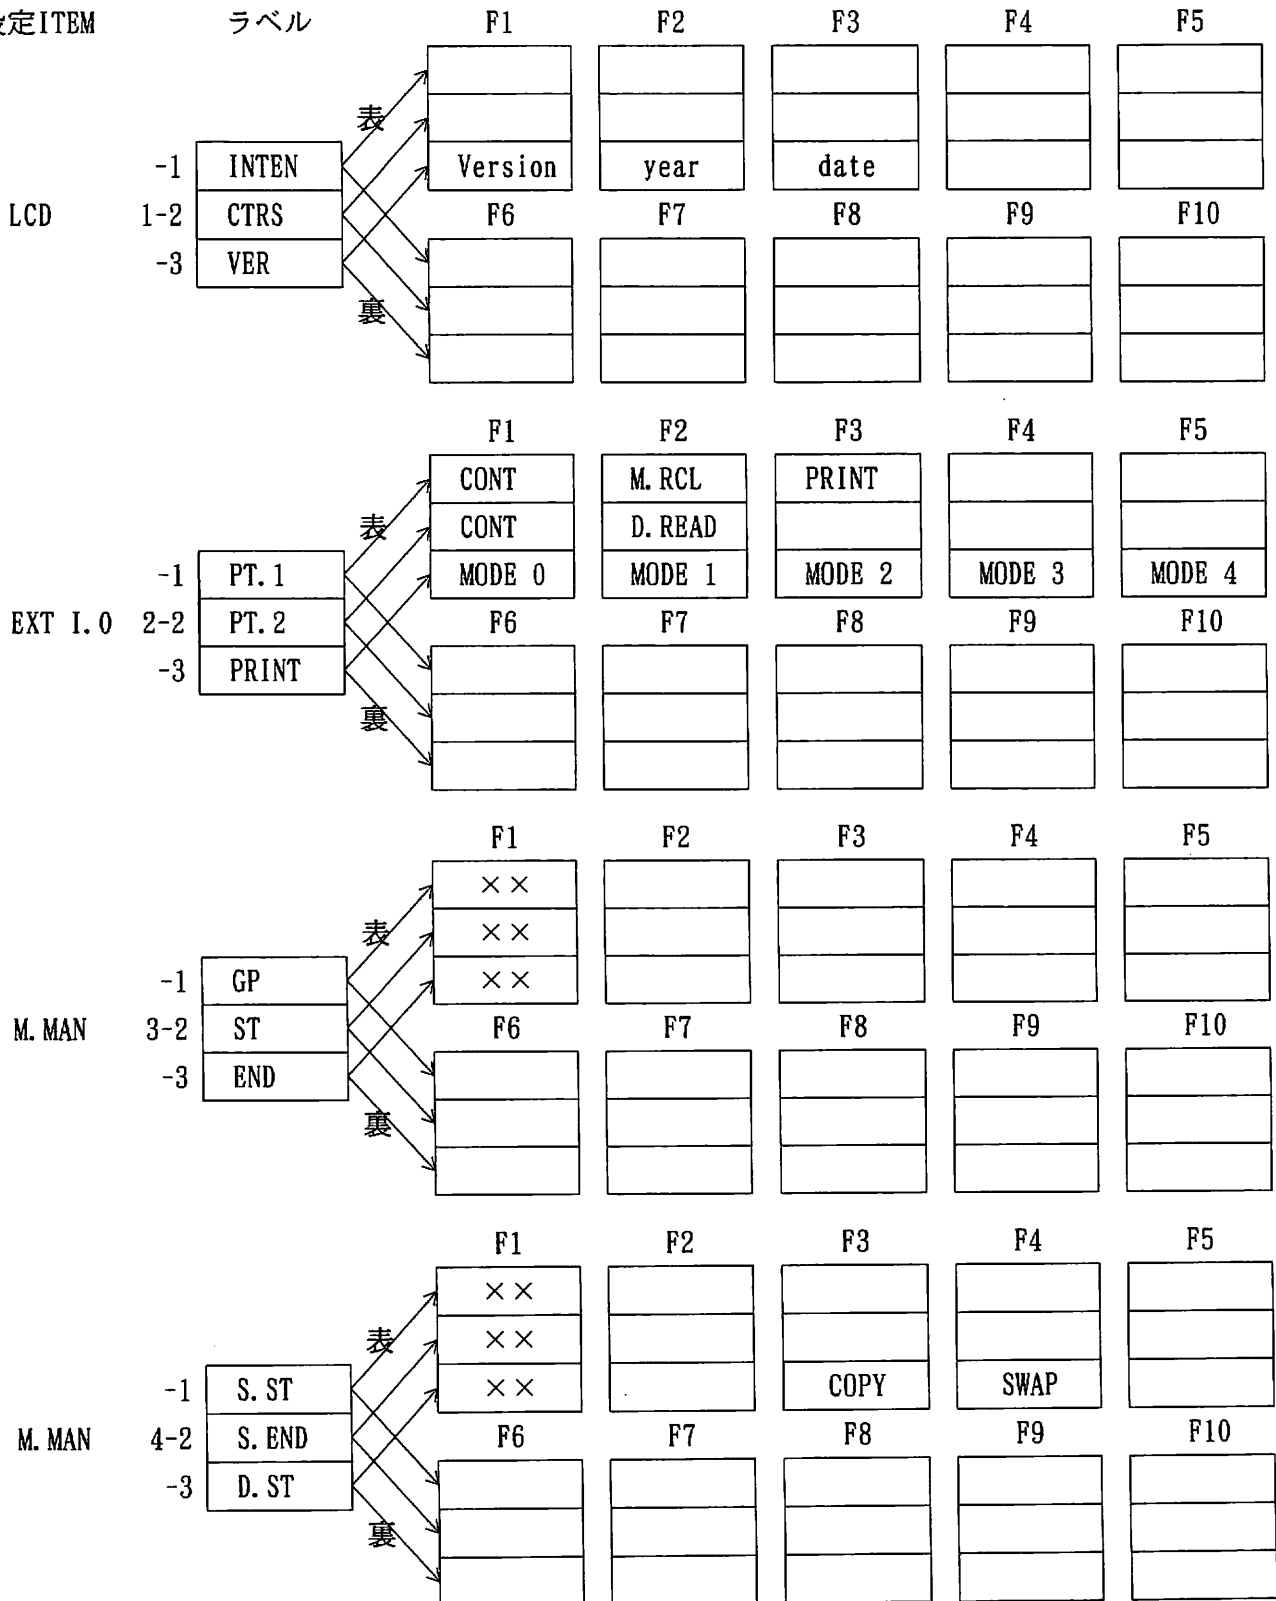 定ITEM ラベル F1 F2 F3 F4 F5
表
-1 INTEN Version year date
LCD 1-2 CTRS F6 F7 F8 F9 F10
-3 VER
裏
F1 F2 F3 F4 F5
CONT M.RCL PRINT
表 CONT D.READ
-1 PT.1 MODE 0 MODE 1 MODE 2 MODE 3 MODE 4
EXT I.O 2-2 PT.2 F6 F7 F8 F9 F10
-3 PRINT
裏
F1 F2 F3 F4 F5
××
表 ××
-1 GP ××
M.MAN 3-2 ST F6 F7 F8 F9 F10
-3 END
裏
F1 F2 F3 F4 F5
××
表 ××
-1 S.ST ×× COPY SWAP
M.MAN 4-2 S.END F6 F7 F8 F9 F10
-3 D.ST
裏